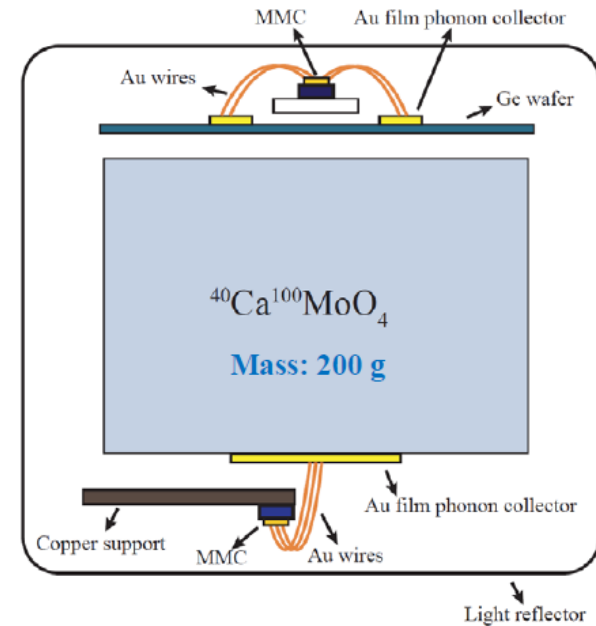 MMC
Au film phonon collector
Au wires
Ge wafer
⁴⁰Ca¹⁰⁰MoO₄
Mass: 200 g
Au film phonon collector
Copper support
MMC
Au wires
Light reflector